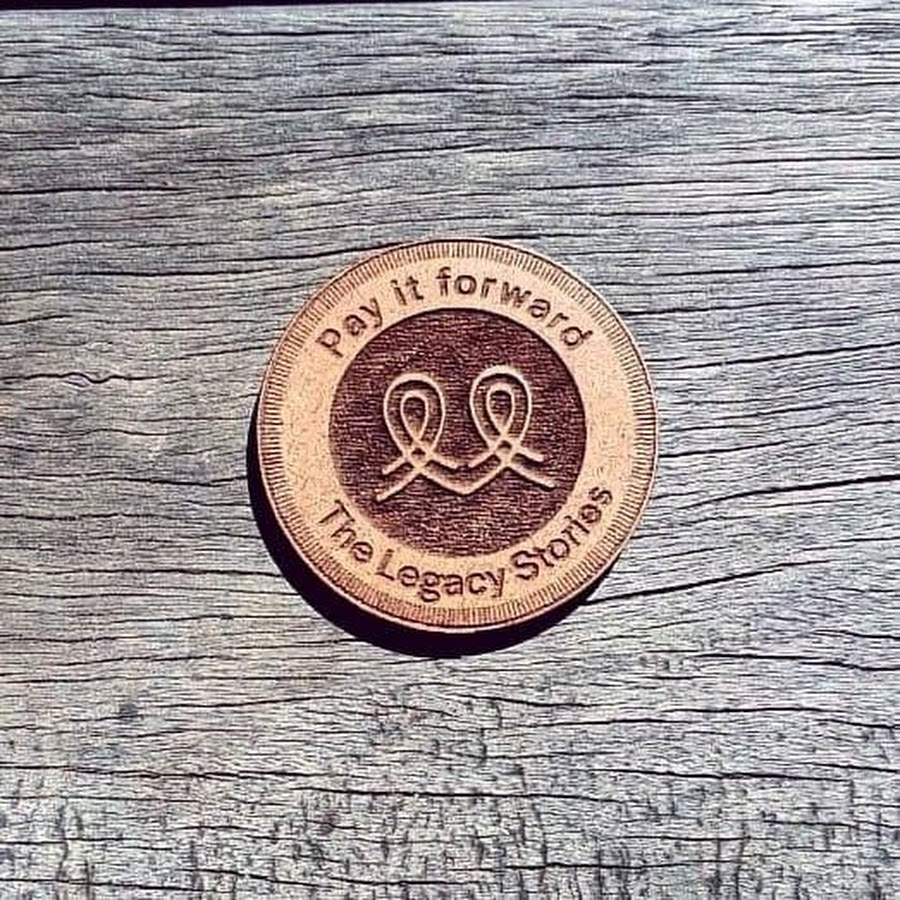 Pay it forward
The Legacy Stories